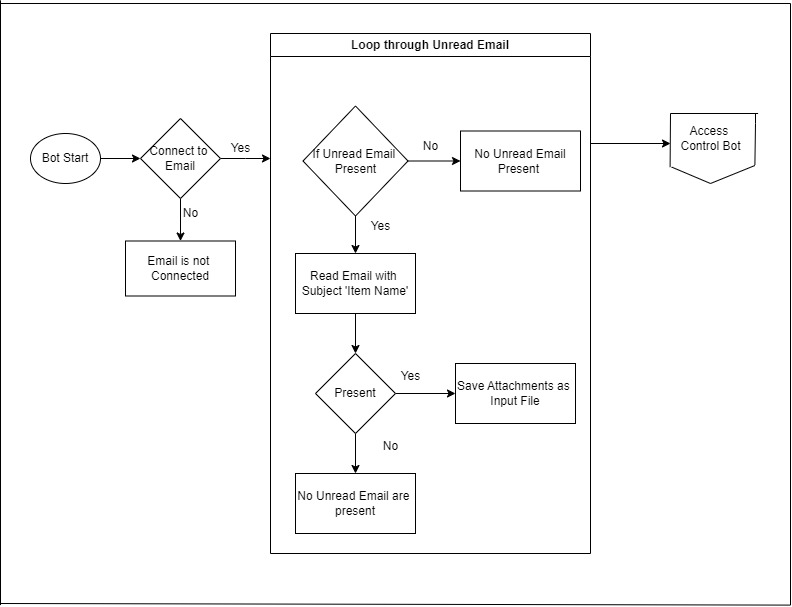 Loop through Unread Email
Bot Start
Connect to
Email
Yes
No
Email is not
Connected
If Unread Email
Present
No
No Unread Email
Present
Yes
Read Email with
Subject 'Item Name'
Present
Yes
Save Attachments as
Input File
No
No Unread Email are
present
Access
Control Bot